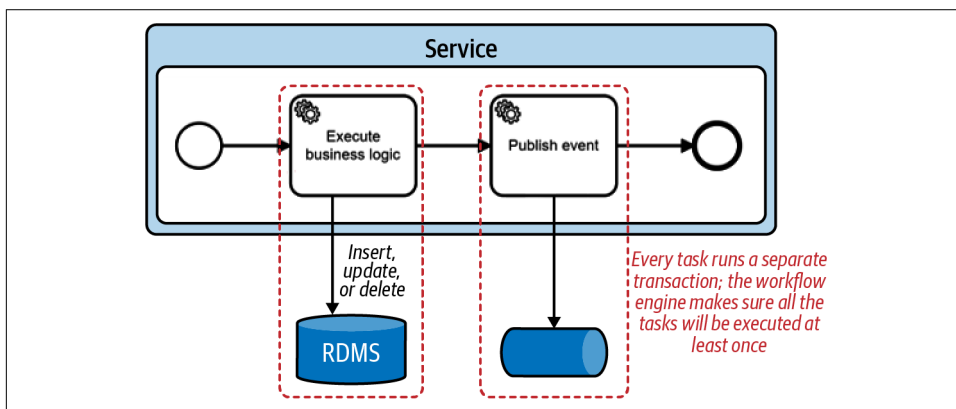 Service
Execute
business logic
Publish event
Insert,
update,
or delete
RDMS
Every task runs a separate
transaction; the workflow
engine makes sure all the
tasks will be executed at
least once